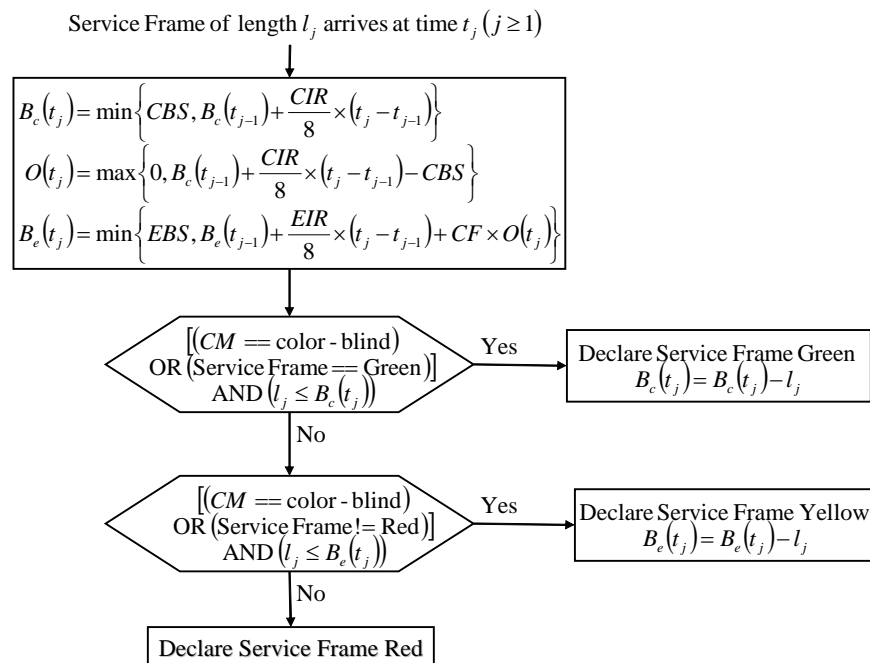 Service Frame of length l_j arrives at time t_j (j ≥ 1)
B_c(t_j) = min{CBS, B_c(t_{j-1}) + CIR/8 × (t_j − t_{j-1})}
O(t_j) = max{0, B_c(t_{j-1}) + CIR/8 × (t_j − t_{j-1}) − CBS}
B_e(t_j) = min{EBS, B_e(t_{j-1}) + EIR/8 × (t_j − t_{j-1}) + CF × O(t_j)}
[(CM == color - blind)
OR (Service Frame == Green)]
AND (l_j ≤ B_c(t_j))
Yes
Declare Service Frame Green
B_c(t_j) = B_c(t_j) − l_j
No
[(CM == color - blind)
OR (Service Frame != Red)]
AND (l_j ≤ B_e(t_j))
Yes
Declare Service Frame Yellow
B_e(t_j) = B_e(t_j) − l_j
No
Declare Service Frame Red